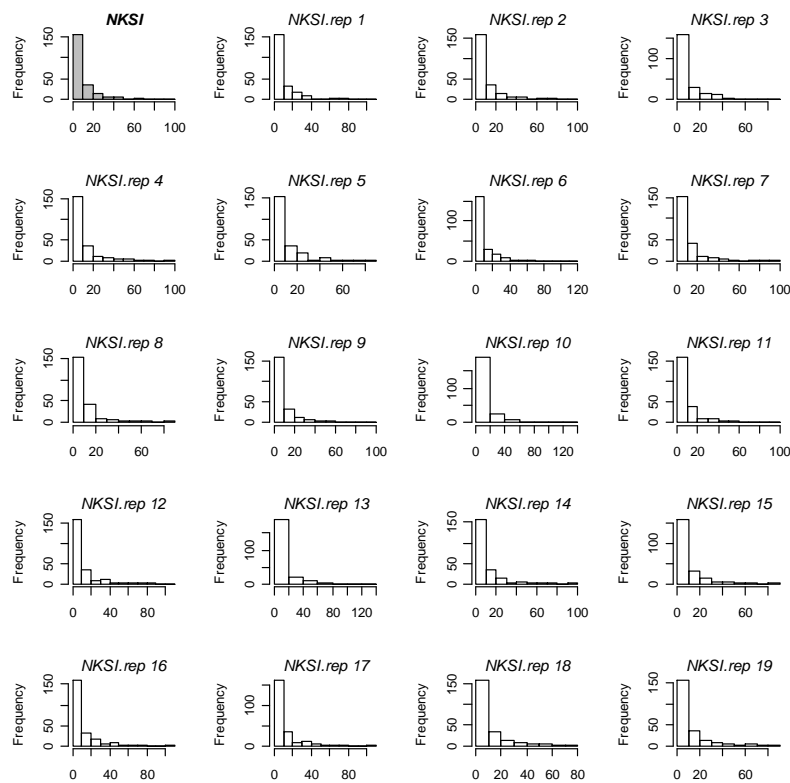 NKSI
Frequency
0 50 150
0 20 60 100
NKSI.rep 1
Frequency
0 50 150
0 40 80
NKSI.rep 2
Frequency
0 50 150
0 20 40 60 80
NKSI.rep 3
Frequency
0 100
0 20 60
NKSI.rep 4
Frequency
0 50 150
0 20 60 100
NKSI.rep 5
Frequency
0 50 150
0 20 60
NKSI.rep 6
Frequency
0 100
0 40 80 120
NKSI.rep 7
Frequency
0 50 150
0 20 60 100
NKSI.rep 8
Frequency
0 50 150
0 20 60
NKSI.rep 9
Frequency
0 50 150
0 20 60 100
NKSI.rep 10
Frequency
0 100
0 40 80 140
NKSI.rep 11
Frequency
0 50 150
0 20 60 100
NKSI.rep 12
Frequency
0 50 150
0 40 80
NKSI.rep 13
Frequency
0 100
0 40 80 140
NKSI.rep 14
Frequency
0 50 150
0 20 60 100
NKSI.rep 15
Frequency
0 100
0 20 60
NKSI.rep 16
Frequency
0 50 150
0 40 80
NKSI.rep 17
Frequency
0 100
0 40 80
NKSI.rep 18
Frequency
0 50 150
0 20 40 60 80
NKSI.rep 19
Frequency
0 50 150
0 20 60